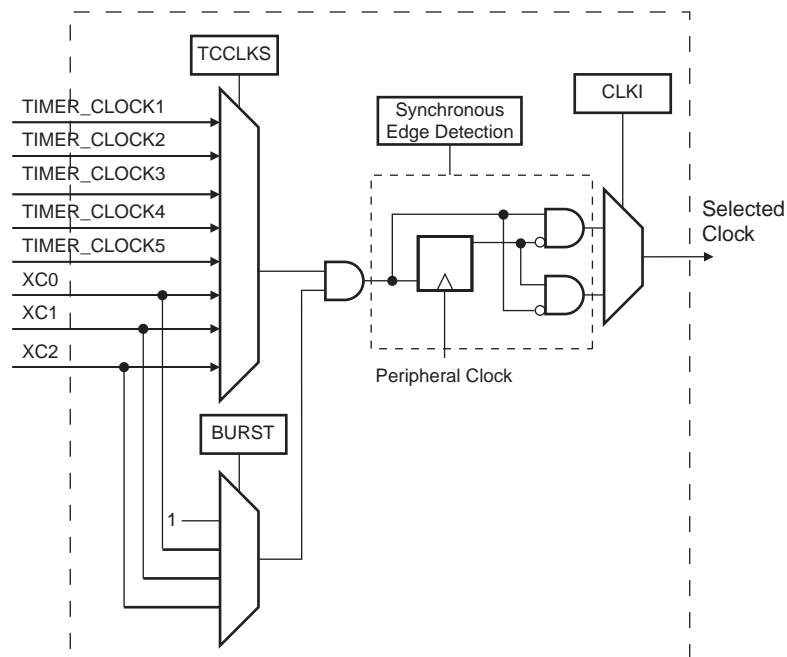 TCCLKS
TIMER_CLOCK1
TIMER_CLOCK2
TIMER_CLOCK3
TIMER_CLOCK4
TIMER_CLOCK5
XC0
XC1
XC2
Synchronous
Edge Detection
CLKI
Selected
Clock
Peripheral Clock
BURST
1